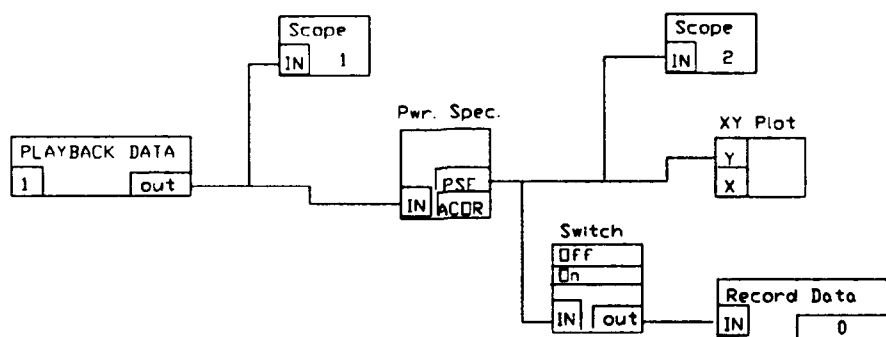 Scope
IN 1
Scope
IN 2
Pwr. Spec.
XY Plot
PLAYBACK DATA
1 out
Y
PSF
IN ACOR
X
Switch
Off
On
IN out
Record Data
IN 0